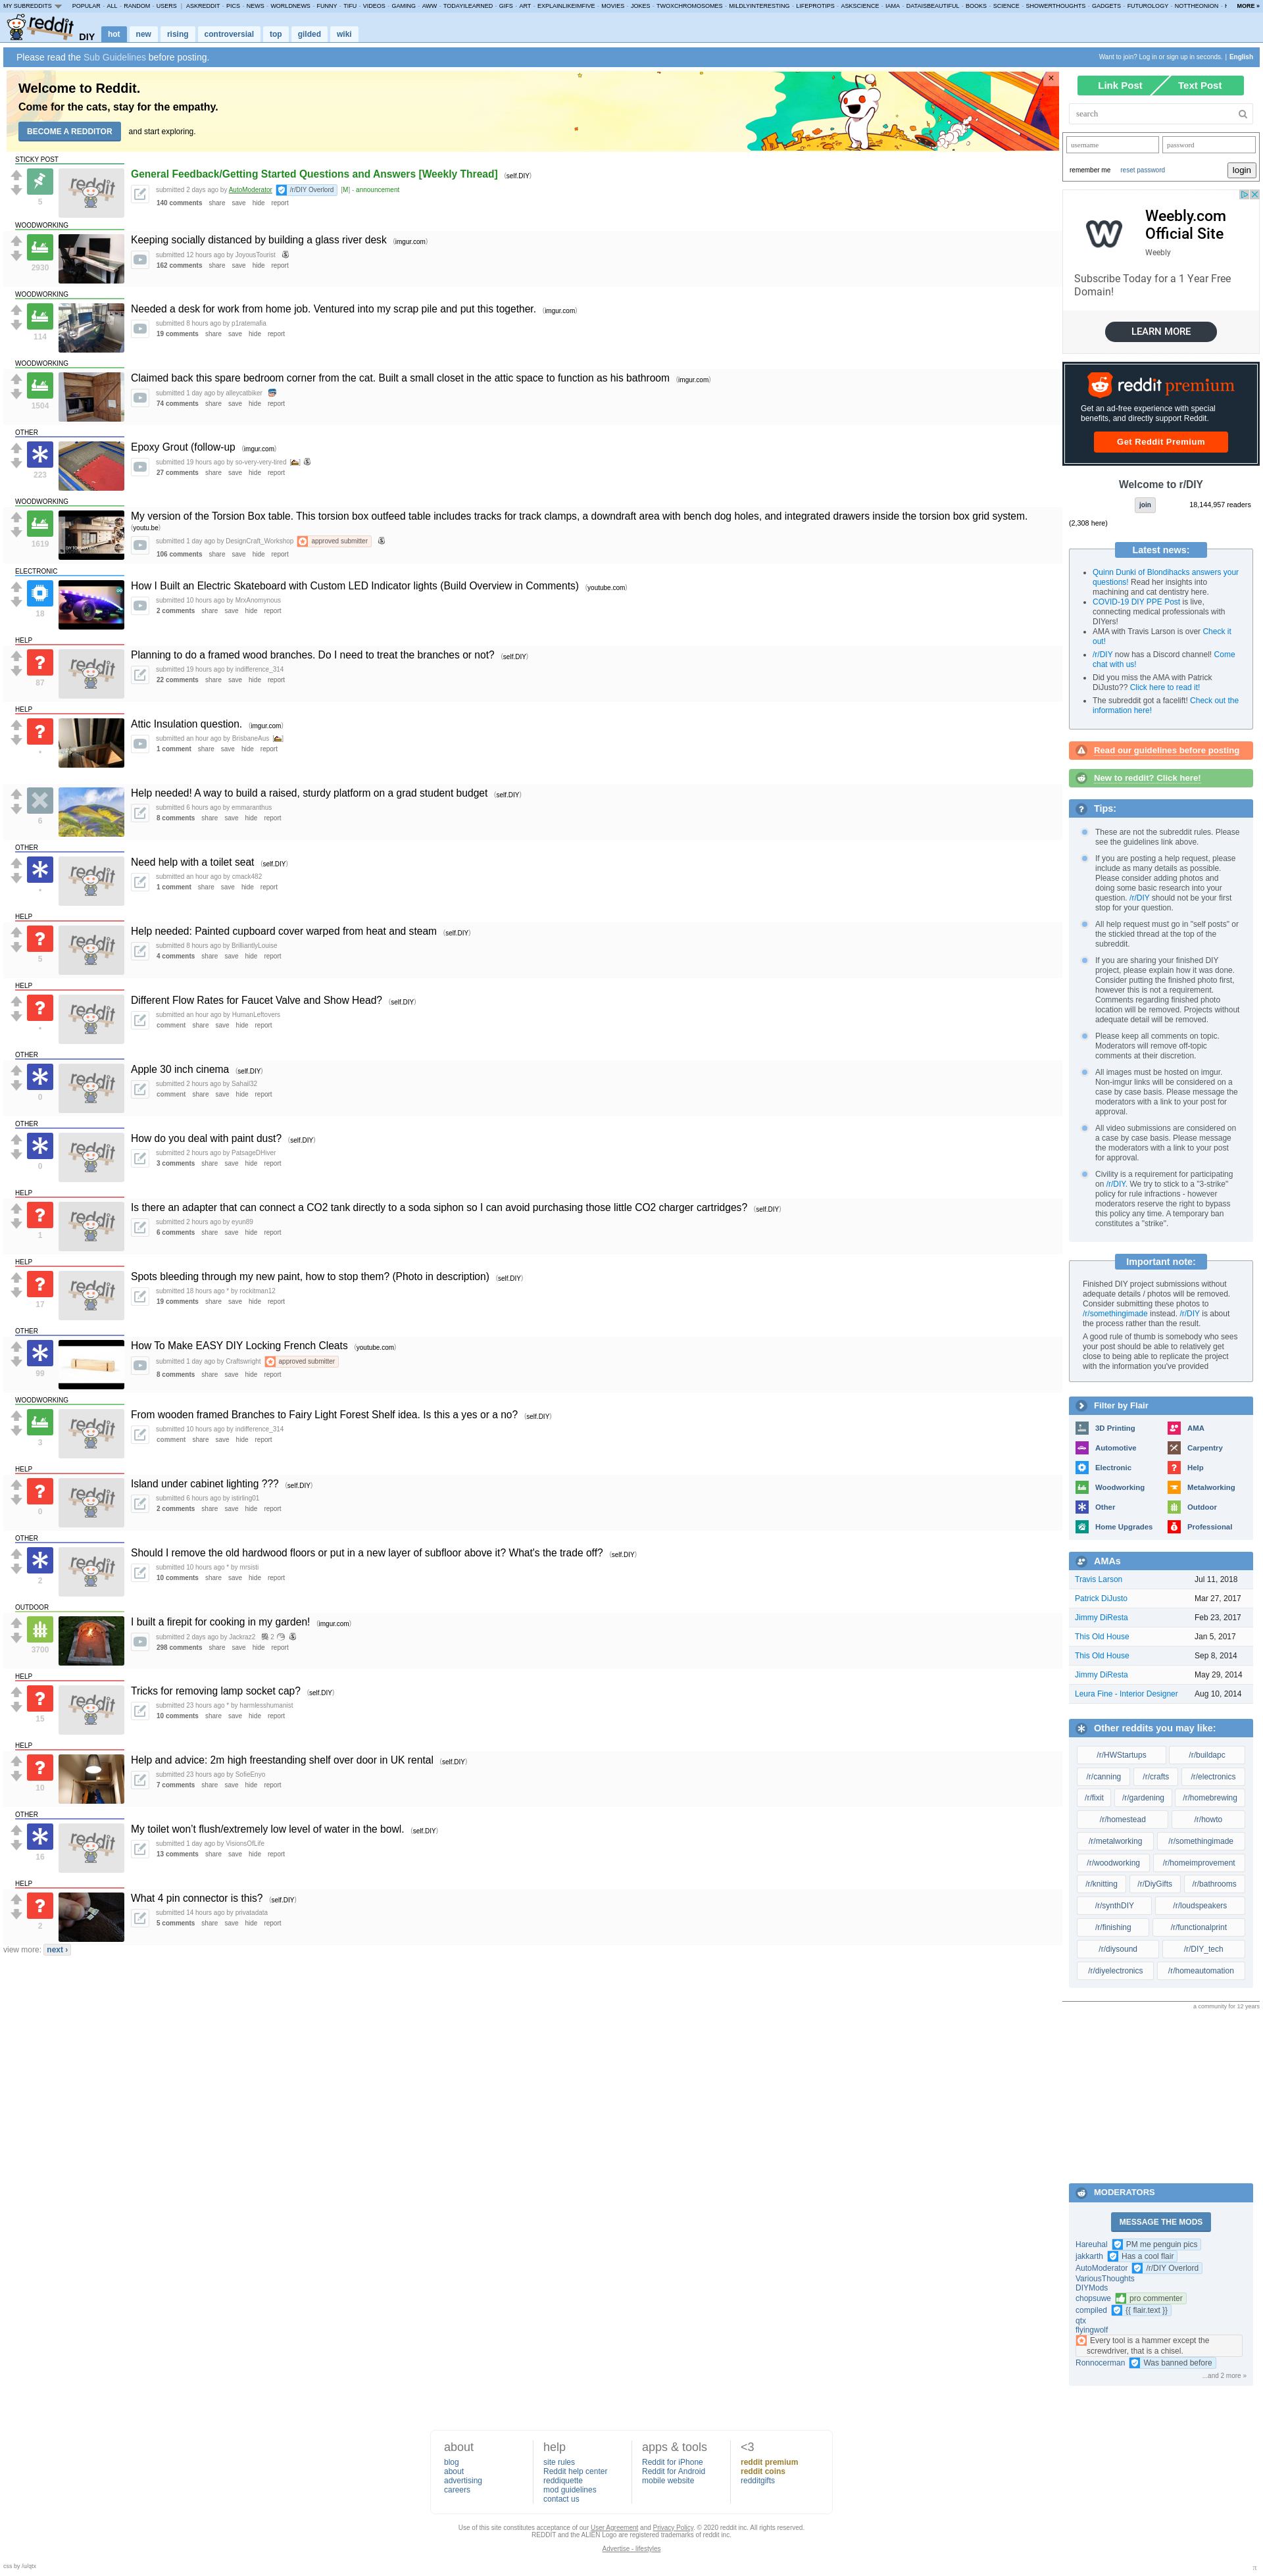 MY SUBREDDITS POPULAR - ALL - RANDOM - USERS | ASKREDDIT - PICS - NEWS - WORLDNEWS - FUNNY - TIFU - VIDEOS - GAMING - AWW - TODAYILEARNED - GIFS - ART - EXPLAINLIKEIMFIVE - MOVIES - JOKES - TWOXCHROMOSOMES - MILDLYINTERESTING - LIFEPROTIPS - ASKSCIENCE - IAMA - DATAISBEAUTIFUL - BOOKS - SCIENCE - SHOWERTHOUGHTS - GADGETS - FUTUROLOGY - NOTTHEONION - MORE »
reddit DIY hot new rising controversial top gilded wiki
Please read the Sub Guidelines before posting.
Want to join? Log in or sign up in seconds. | English
Welcome to Reddit.
Come for the cats, stay for the empathy.
BECOME A REDDITOR and start exploring.
STICKY POST
General Feedback/Getting Started Questions and Answers [Weekly Thread] (self.DIY)
submitted 2 days ago by AutoModerator /r/DIY Overlord [M] - announcement
5
140 comments share save hide report
WOODWORKING
Keeping socially distanced by building a glass river desk (imgur.com)
submitted 12 hours ago by JoyousTourist
2930
162 comments share save hide report
WOODWORKING
Needed a desk for work from home job. Ventured into my scrap pile and put this together. (imgur.com)
submitted 8 hours ago by p1ratemafia
114
19 comments share save hide report
WOODWORKING
Claimed back this spare bedroom corner from the cat. Built a small closet in the attic space to function as his bathroom (imgur.com)
submitted 1 day ago by alleycatbiker
1504
74 comments share save hide report
OTHER
Epoxy Grout (follow-up (imgur.com)
submitted 19 hours ago by so-very-very-tired
223
27 comments share save hide report
WOODWORKING
My version of the Torsion Box table. This torsion box outfeed table includes tracks for track clamps, a downdraft area with bench dog holes, and integrated drawers inside the torsion box grid system.
(youtu.be)
submitted 1 day ago by DesignCraft_Workshop approved submitter
1619
106 comments share save hide report
ELECTRONIC
How I Built an Electric Skateboard with Custom LED Indicator lights (Build Overview in Comments) (youtube.com)
submitted 10 hours ago by MrxAnomynous
18
2 comments share save hide report
HELP
Planning to do a framed wood branches. Do I need to treat the branches or not? (self.DIY)
submitted 19 hours ago by indifference_314
87
22 comments share save hide report
HELP
Attic Insulation question. (imgur.com)
submitted an hour ago by BrisbaneAus
•
1 comment share save hide report
Help needed! A way to build a raised, sturdy platform on a grad student budget (self.DIY)
submitted 6 hours ago by emmaranthus
6
8 comments share save hide report
OTHER
Need help with a toilet seat (self.DIY)
submitted an hour ago by cmack482
•
1 comment share save hide report
HELP
Help needed: Painted cupboard cover warped from heat and steam (self.DIY)
submitted 8 hours ago by BrilliantlyLouise
5
4 comments share save hide report
HELP
Different Flow Rates for Faucet Valve and Show Head? (self.DIY)
submitted an hour ago by HumanLeftovers
•
comment share save hide report
OTHER
Apple 30 inch cinema (self.DIY)
submitted 2 hours ago by Sahail32
0
comment share save hide report
OTHER
How do you deal with paint dust? (self.DIY)
submitted 2 hours ago by PatsageDHiver
0
3 comments share save hide report
HELP
Is there an adapter that can connect a CO2 tank directly to a soda siphon so I can avoid purchasing those little CO2 charger cartridges? (self.DIY)
submitted 2 hours ago by eyun89
1
6 comments share save hide report
HELP
Spots bleeding through my new paint, how to stop them? (Photo in description) (self.DIY)
submitted 18 hours ago * by rockitman12
17
19 comments share save hide report
OTHER
How To Make EASY DIY Locking French Cleats (youtube.com)
submitted 1 day ago by Craftswright approved submitter
99
8 comments share save hide report
WOODWORKING
From wooden framed Branches to Fairy Light Forest Shelf idea. Is this a yes or a no? (self.DIY)
submitted 10 hours ago by indifference_314
3
comment share save hide report
HELP
Island under cabinet lighting ??? (self.DIY)
submitted 6 hours ago by istirling01
0
2 comments share save hide report
OTHER
Should I remove the old hardwood floors or put in a new layer of subfloor above it? What's the trade off? (self.DIY)
submitted 10 hours ago * by mrsisti
2
10 comments share save hide report
OUTDOOR
I built a firepit for cooking in my garden! (imgur.com)
submitted 2 days ago by Jackraz2 2
3700
298 comments share save hide report
HELP
Tricks for removing lamp socket cap? (self.DIY)
submitted 23 hours ago * by harmlesshumanist
15
10 comments share save hide report
HELP
Help and advice: 2m high freestanding shelf over door in UK rental (self.DIY)
submitted 23 hours ago by SofieEnyo
10
7 comments share save hide report
OTHER
My toilet won't flush/extremely low level of water in the bowl. (self.DIY)
submitted 1 day ago by VisionsOfLife
16
13 comments share save hide report
HELP
What 4 pin connector is this? (self.DIY)
submitted 14 hours ago by privatadata
2
5 comments share save hide report
view more: next ›
Link Post Text Post
search
username password
remember me reset password login
Weebly.com
Official Site
Weebly
Subscribe Today for a 1 Year Free
Domain!
LEARN MORE
reddit premium
Get an ad-free experience with special
benefits, and directly support Reddit.
Get Reddit Premium
Welcome to r/DIY
join 18,144,957 readers
(2,308 here)
Latest news:
Quinn Dunki of Blondihacks answers your
questions! Read her insights into
machining and cat dentistry here.
COVID-19 DIY PPE Post is live,
connecting medical professionals with
DIYers!
AMA with Travis Larson is over Check it
out!
/r/DIY now has a Discord channel! Come
chat with us!
Did you miss the AMA with Patrick
DiJusto?? Click here to read it!
The subreddit got a facelift! Check out the
information here!
Read our guidelines before posting
New to reddit? Click here!
Tips:
These are not the subreddit rules. Please
see the guidelines link above.
If you are posting a help request, please
include as many details as possible.
Please consider adding photos and
doing some basic research into your
question. /r/DIY should not be your first
stop for your question.
All help request must go in "self posts" or
the stickied thread at the top of the
subreddit.
If you are sharing your finished DIY
project, please explain how it was done.
Consider putting the finished photo first,
however this is not a requirement.
Comments regarding finished photo
location will be removed. Projects without
adequate detail will be removed.
Please keep all comments on topic.
Moderators will remove off-topic
comments at their discretion.
All images must be hosted on imgur.
Non-imgur links will be considered on a
case by case basis. Please message the
moderators with a link to your post for
approval.
All video submissions are considered on
a case by case basis. Please message
the moderators with a link to your post
for approval.
Civility is a requirement for participating
on /r/DIY. We try to stick to a "3-strike"
policy for rule infractions - however
moderators reserve the right to bypass
this policy any time. A temporary ban
constitutes a "strike".
Important note:
Finished DIY project submissions without
adequate details / photos will be removed.
Consider submitting these photos to
/r/somethingimade instead. /r/DIY is about
the process rather than the result.
A good rule of thumb is somebody who sees
your post should be able to relatively get
close to being able to replicate the project
with the information you've provided
Filter by Flair
3D Printing AMA
Automotive Carpentry
Electronic Help
Woodworking Metalworking
Other Outdoor
Home Upgrades Professional
AMAs
Travis Larson Jul 11, 2018
Patrick DiJusto Mar 27, 2017
Jimmy DiResta Feb 23, 2017
This Old House Jan 5, 2017
This Old House Sep 8, 2014
Jimmy DiResta May 29, 2014
Leura Fine - Interior Designer Aug 10, 2014
Other reddits you may like:
/r/HWStartups /r/buildapc
/r/canning /r/crafts /r/electronics
/r/fixit /r/gardening /r/homebrewing
/r/homestead /r/howto
/r/metalworking /r/somethingimade
/r/woodworking /r/homeimprovement
/r/knitting /r/DiyGifts /r/bathrooms
/r/synthDIY /r/loudspeakers
/r/finishing /r/functionalprint
/r/diysound /r/DIY_tech
/r/diyelectronics /r/homeautomation
a community for 12 years
MODERATORS
MESSAGE THE MODS
Hareuhal PM me penguin pics
jakkarth Has a cool flair
AutoModerator /r/DIY Overlord
VariousThoughts
DIYMods
chopsuwe pro commenter
compiled {{ flair.text }}
qtx
flyingwolf
Every tool is a hammer except the
screwdriver, that is a chisel.
Ronnocerman Was banned before
...and 2 more »
about help apps & tools <3
blog site rules Reddit for iPhone reddit premium
about Reddit help center Reddit for Android reddit coins
advertising reddiquette mobile website redditgifts
careers mod guidelines
contact us
Use of this site constitutes acceptance of our User Agreement and Privacy Policy. © 2020 reddit inc. All rights reserved.
REDDIT and the ALIEN Logo are registered trademarks of reddit inc.
Advertise - lifestyles
css by /u/qtx
π